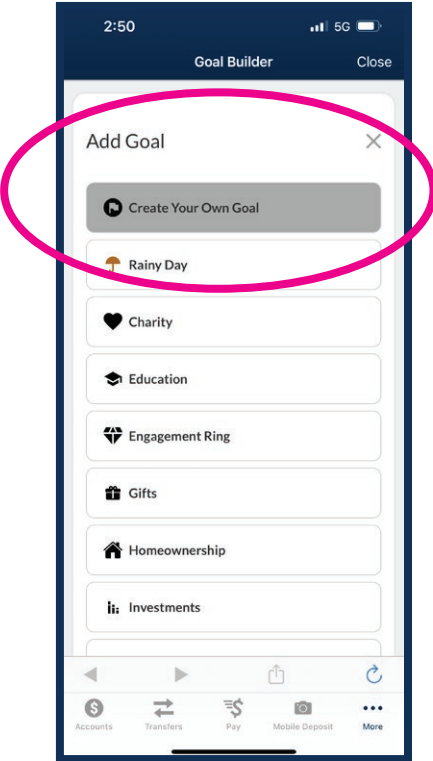 2:50 5G
Goal Builder Close
Add Goal
Create Your Own Goal
Rainy Day
Charity
Education
Engagement Ring
Gifts
Homeownership
Investments
Accounts Transfers Pay Mobile Deposit More